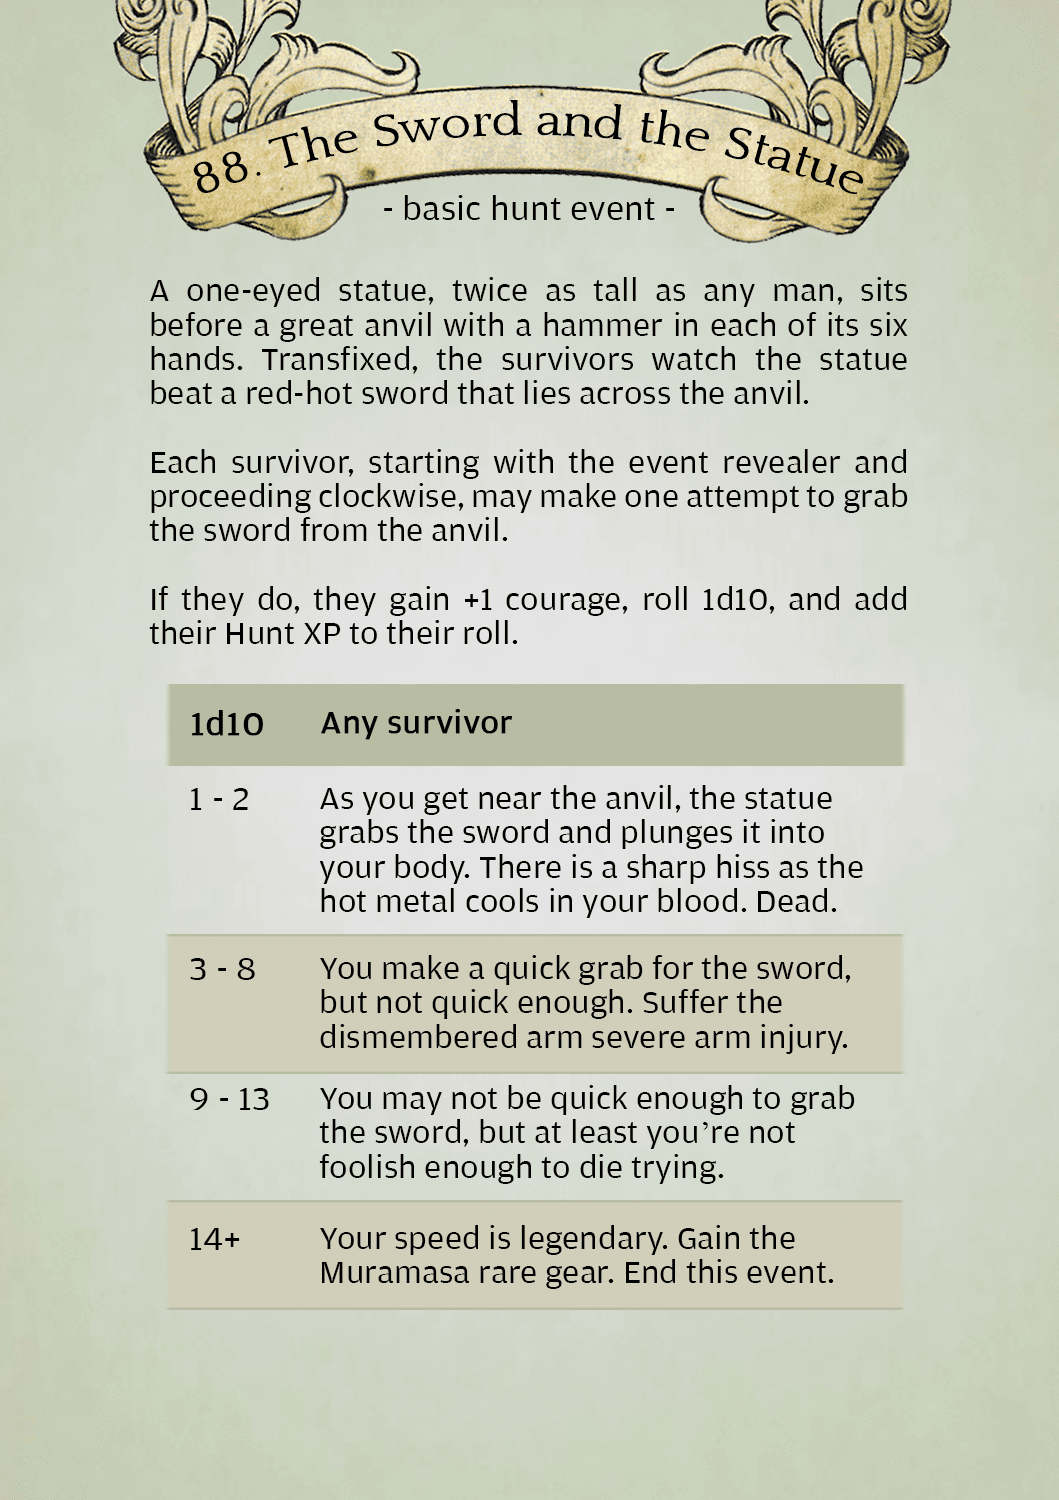 88. The Sword and the Statue
- basic hunt event -
A one-eyed statue, twice as tall as any man, sits
before a great anvil with a hammer in each of its six
hands. Transfixed, the survivors watch the statue
beat a red-hot sword that lies across the anvil.
Each survivor, starting with the event revealer and
proceeding clockwise, may make one attempt to grab
the sword from the anvil.
If they do, they gain +1 courage, roll 1d10, and add
their Hunt XP to their roll.
1d10 Any survivor
1 - 2 As you get near the anvil, the statue
grabs the sword and plunges it into
your body. There is a sharp hiss as the
hot metal cools in your blood. Dead.
3 - 8 You make a quick grab for the sword,
but not quick enough. Suffer the
dismembered arm severe arm injury.
9 - 13 You may not be quick enough to grab
the sword, but at least you’re not
foolish enough to die trying.
14+ Your speed is legendary. Gain the
Muramasa rare gear. End this event.